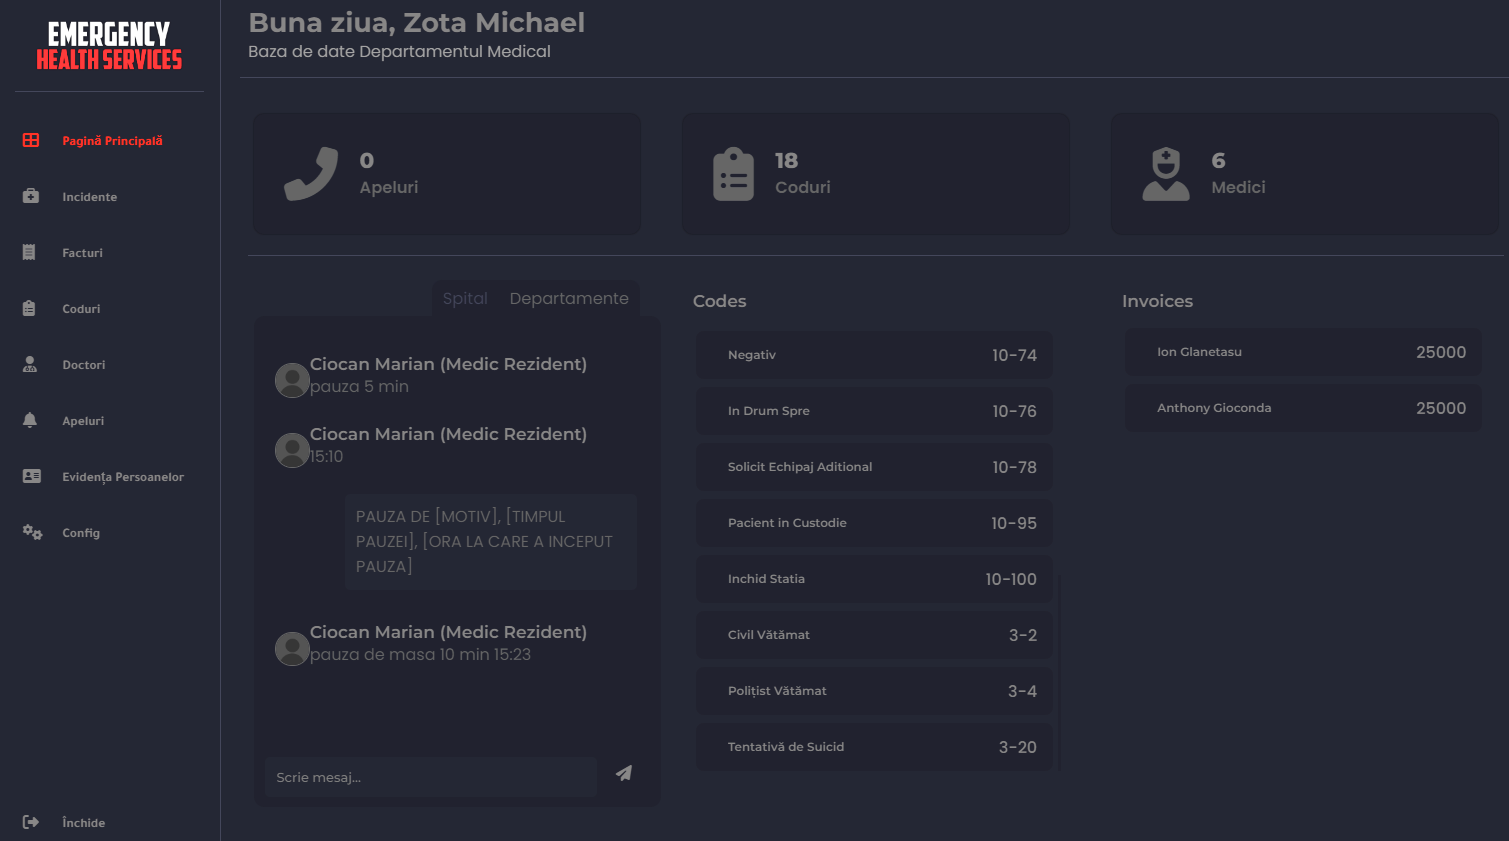 EMERGENCY
HEALTH SERVICES
Pagină Principală
Incidente
Facturi
Coduri
Doctori
Apeluri
Evidența Persoanelor
Config
Închide
Buna ziua, Zota Michael
Baza de date Departamentul Medical
0
Apeluri
18
Coduri
6
Medici
Spital Departamente
Ciocan Marian (Medic Rezident)
pauza 5 min
Ciocan Marian (Medic Rezident)
15:10
PAUZA DE [MOTIV], [TIMPUL
PAUZEI], [ORA LA CARE A INCEPUT
PAUZA]
Ciocan Marian (Medic Rezident)
pauza de masa 10 min 15:23
Scrie mesaj...
Codes
Negativ 10-74
In Drum Spre 10-76
Solicit Echipaj Aditional 10-78
Pacient in Custodie 10-95
Inchid Statia 10-100
Civil Vătămat 3-2
Polițist Vătămat 3-4
Tentativă de Suicid 3-20
Invoices
Ion Glanetasu 25000
Anthony Gioconda 25000